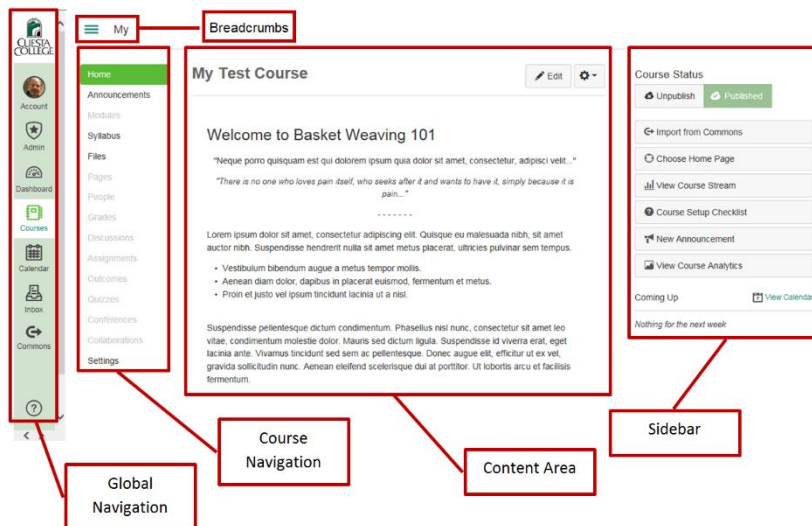 CUESTA
COLLEGE
Account
Admin
Dashboard
Courses
Calendar
Inbox
Commons
My
Breadcrumbs
Home
Announcements
Modules
Syllabus
Files
Pages
People
Grades
Discussions
Assignments
Outcomes
Quizzes
Conferences
Collaborations
Settings
My Test Course
Edit
Welcome to Basket Weaving 101
"Neque porro quisquam est qui dolorem ipsum quia dolor sit amet, consectetur, adipisci velit..."
"There is no one who loves pain itself, who seeks after it and wants to have it, simply because it is
pain..."
- - - - - - -
Lorem ipsum dolor sit amet, consectetur adipiscing elit. Quisque eu malesuada nibh, sit amet
auctor nibh. Suspendisse hendrerit nulla sit amet metus placerat, ultricies pulvinar sem tempus.
• Vestibulum bibendum augue a metus tempor mollis.
• Aenean diam dolor, dapibus in placerat euismod, fermentum et metus.
• Proin et justo vel ipsum tincidunt lacinia ut a nisl.
Suspendisse pellentesque dictum condimentum. Phasellus nisl nunc, consectetur sit amet leo
vitae, condimentum molestie dolor. Mauris sed dictum ligula. Suspendisse id viverra erat, eget
lacinia ante. Vivamus tincidunt sed sem ac pellentesque. Donec augue elit, efficitur ut ex vel,
gravida sollicitudin nunc. Aenean eleifend scelerisque dui at porttitor. Ut lobortis arcu et facilisis
fermentum.
Course Status
Unpublish
Published
Import from Commons
Choose Home Page
View Course Stream
Course Setup Checklist
New Announcement
View Course Analytics
Coming Up
View Calendar
Nothing for the next week
Global
Navigation
Course
Navigation
Content Area
Sidebar